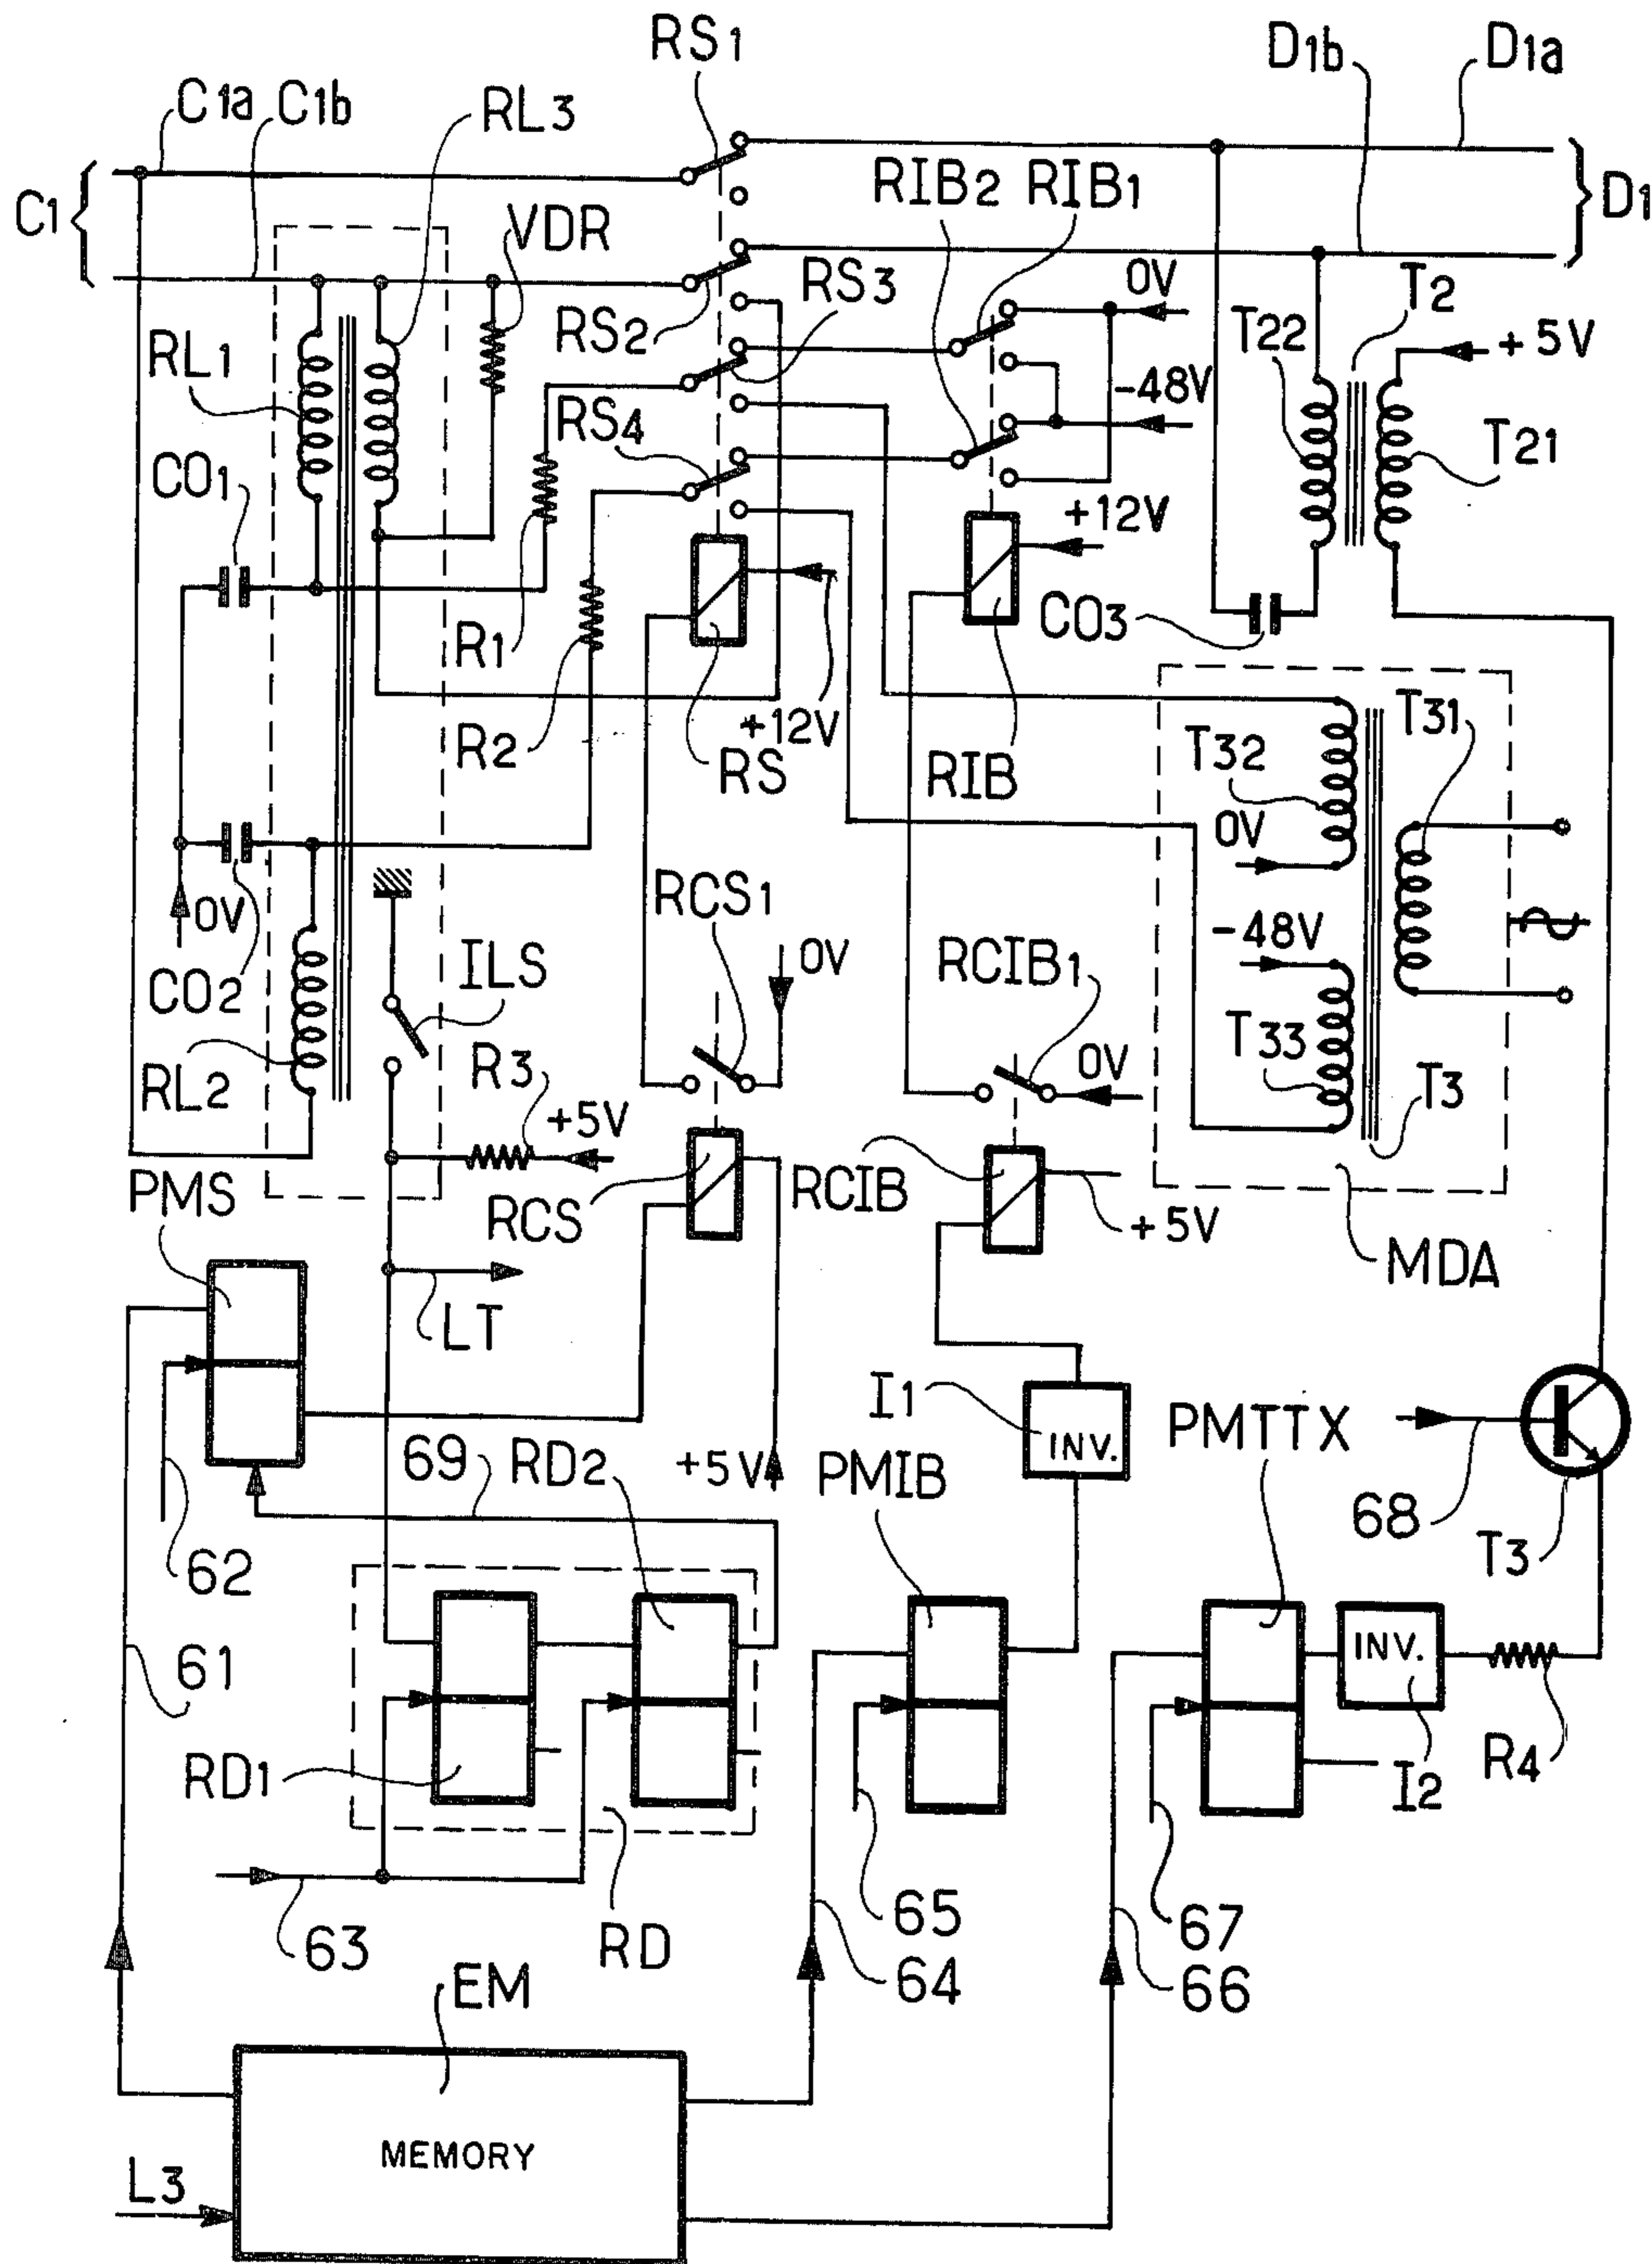 RS1
D1b
D1a
C1a
C1b
RL3
C1
VDR
RIB2
RIB1
D1
RS2
RS3
0V
T2
T22
+5V
RL1
RS4
-48V
T21
CO1
+12V
R1
CO3
R2
+12V
RS
RIB
T32
T31
0V
0V
RCS1
0V
-48V
CO2
ILS
RCIB1
T33
RL2
R3
+5V
0V
T3
PMS
RCS
RCIB
+5V
MDA
LT
I1
INV.
PMTTX
69
RD2
+5V
PMIB
68
62
T3
61
INV.
RD1
I2
R4
63
RD
65
64
67
66
EM
MEMORY
L3